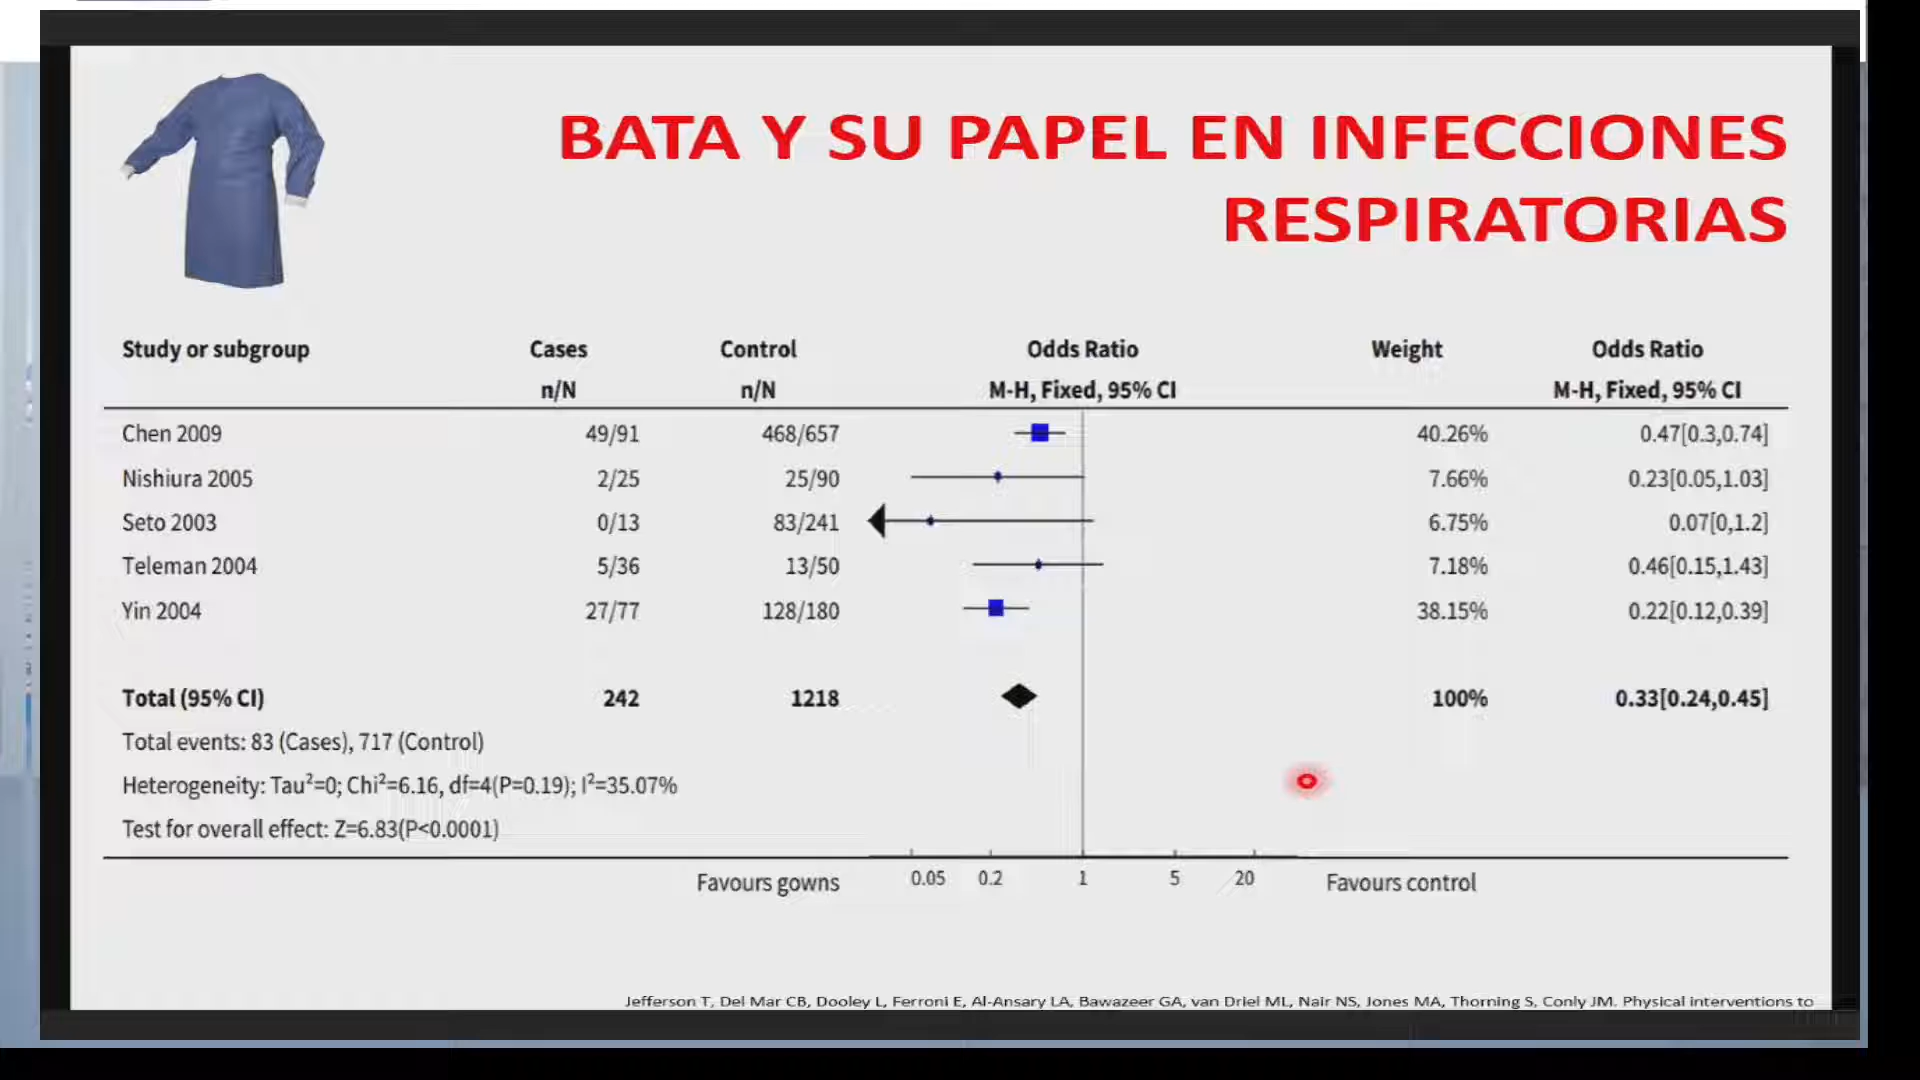 BATA Y SU PAPEL EN INFECCIONES
RESPIRATORIAS
Study or subgroup Cases Control Odds Ratio Weight Odds Ratio
n/N n/N M-H, Fixed, 95% CI M-H, Fixed, 95% CI
Chen 2009 49/91 468/657 40.26% 0.47[0.3,0.74]
Nishiura 2005 2/25 25/90 7.66% 0.23[0.05,1.03]
Seto 2003 0/13 83/241 6.75% 0.07[0,1.2]
Teleman 2004 5/36 13/50 7.18% 0.46[0.15,1.43]
Yin 2004 27/77 128/180 38.15% 0.22[0.12,0.39]
Total (95% CI) 242 1218 100% 0.33[0.24,0.45]
Total events: 83 (Cases), 717 (Control)
Heterogeneity: Tau²=0; Chi²=6.16, df=4(P=0.19); I²=35.07%
Test for overall effect: Z=6.83(P<0.0001)
Favours gowns 0.05 0.2 1 5 20 Favours control
Jefferson T, Del Mar CB, Dooley L, Ferroni E, Al-Ansary LA, Bawazeer GA, van Driel ML, Nair NS, Jones MA, Thorning S, Conly JM. Physical interventions to